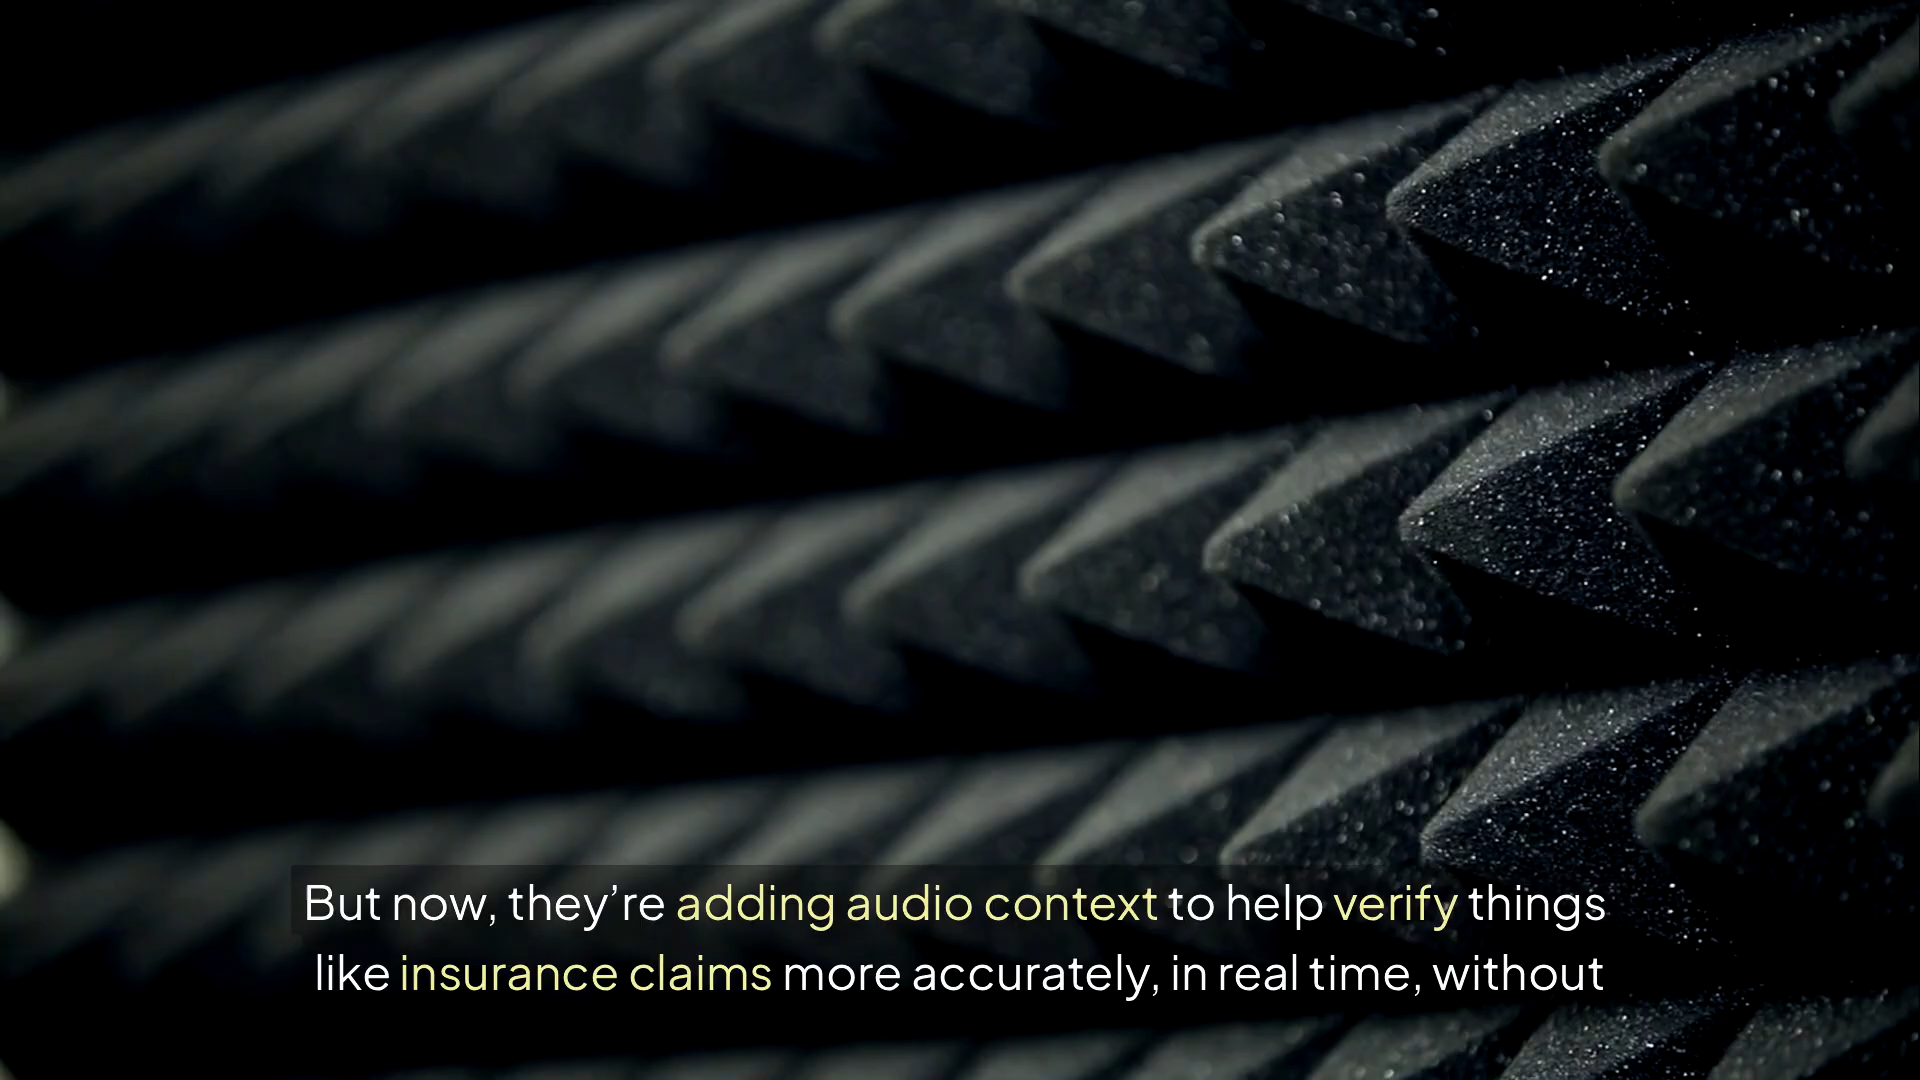 But now, they’re adding audio context to help verify things
like insurance claims more accurately, in real time, without